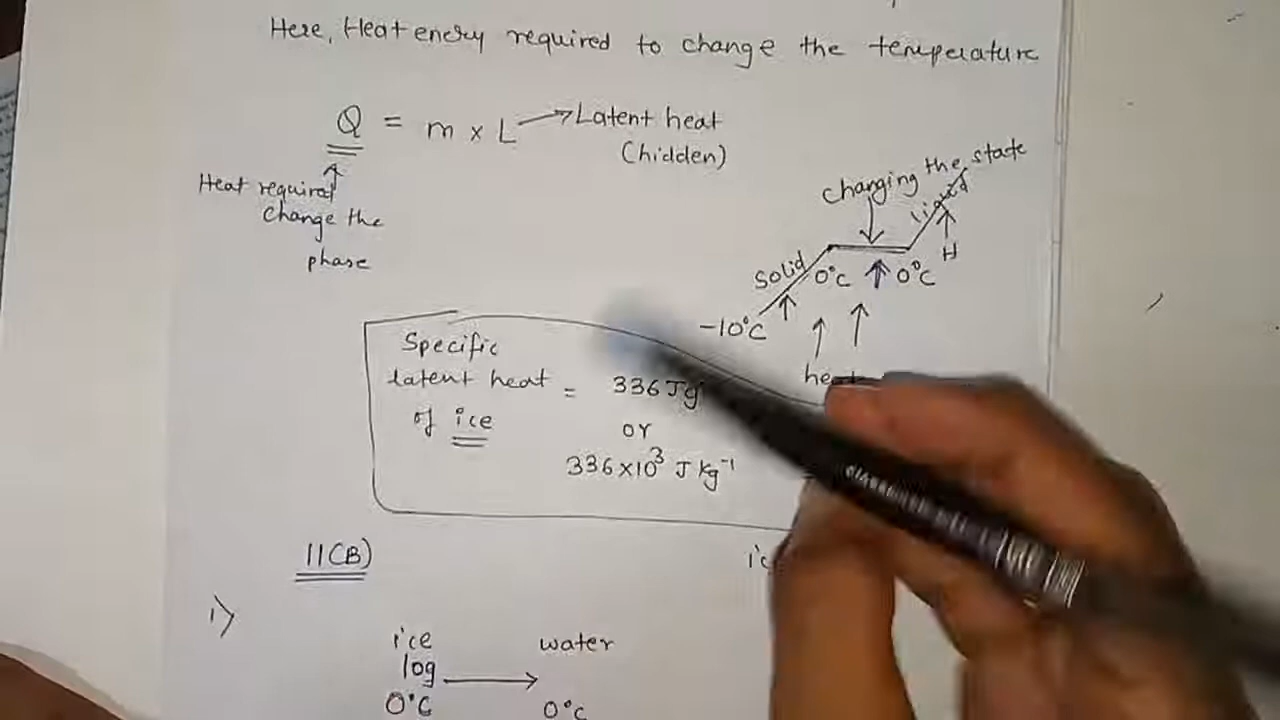 Here, Heat enery required to change the temperature
Q = m x L → Latent heat
(hidden)
Heat required
change the
phase
changing the state
liquid
Solid 0°C 0°C H
-10°C
Specific
latent heat = 336 Jg
of ice
or
336×10³ J kg⁻¹
11(B)
1)
ice water
10g →
0°C 0°C